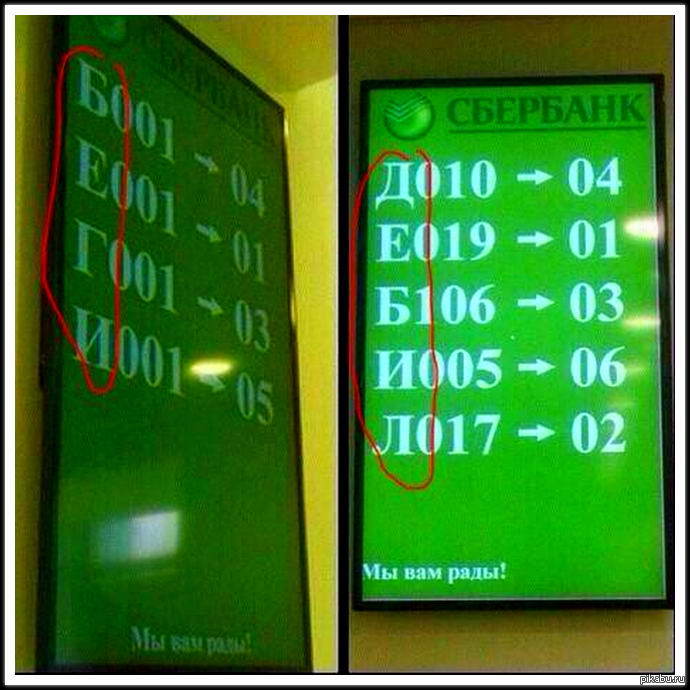 СБЕРБАНК
Б001 → 04
Е001 → 01
Г001 → 03
И001 → 05
Мы вам рады!
СБЕРБАНК
Д010 → 04
Е019 → 01
Б106 → 03
И005 → 06
Л017 → 02
Мы вам рады!
pikabu.ru